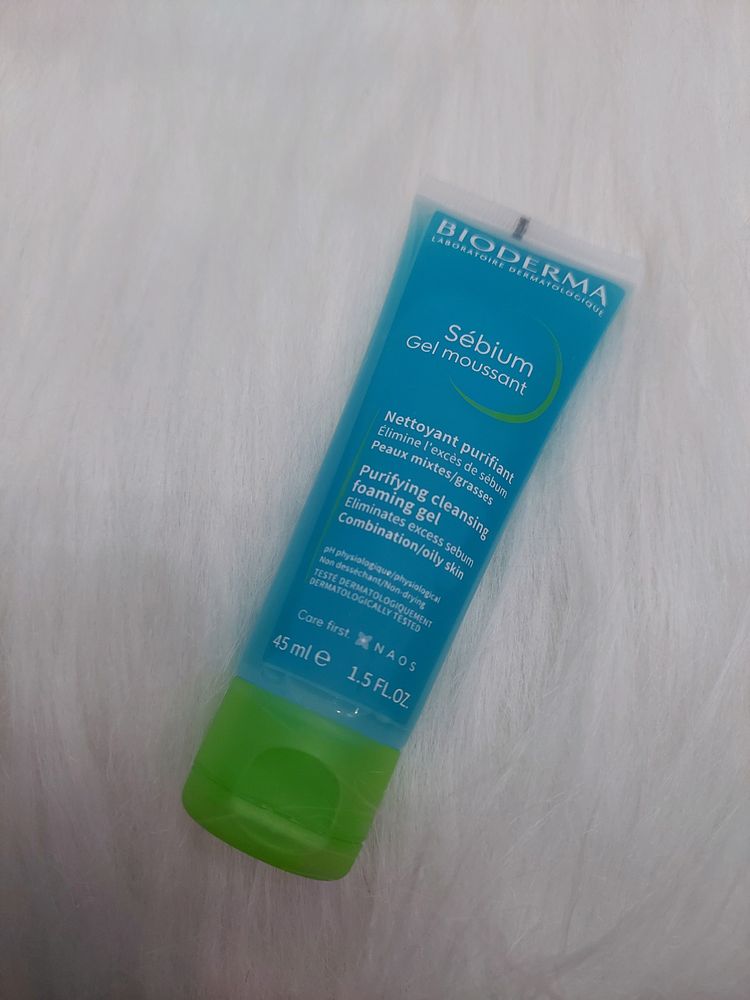 BIODERMA
LABORATOIRE DERMATOLOGIQUE
Sébium
Gel moussant
Nettoyant purifiant
Élimine l'excès de sébum
Peaux mixtes/grasses
Purifying cleansing
foaming gel
Eliminates excess sebum
Combination/oily skin
pH physiologique/physiological
Non desséchant/Non-drying
TESTÉ DERMATOLOGIQUEMENT
DERMATOLOGICALLY TESTED
Care first NAOS
45 ml e 1.5 FL.OZ.